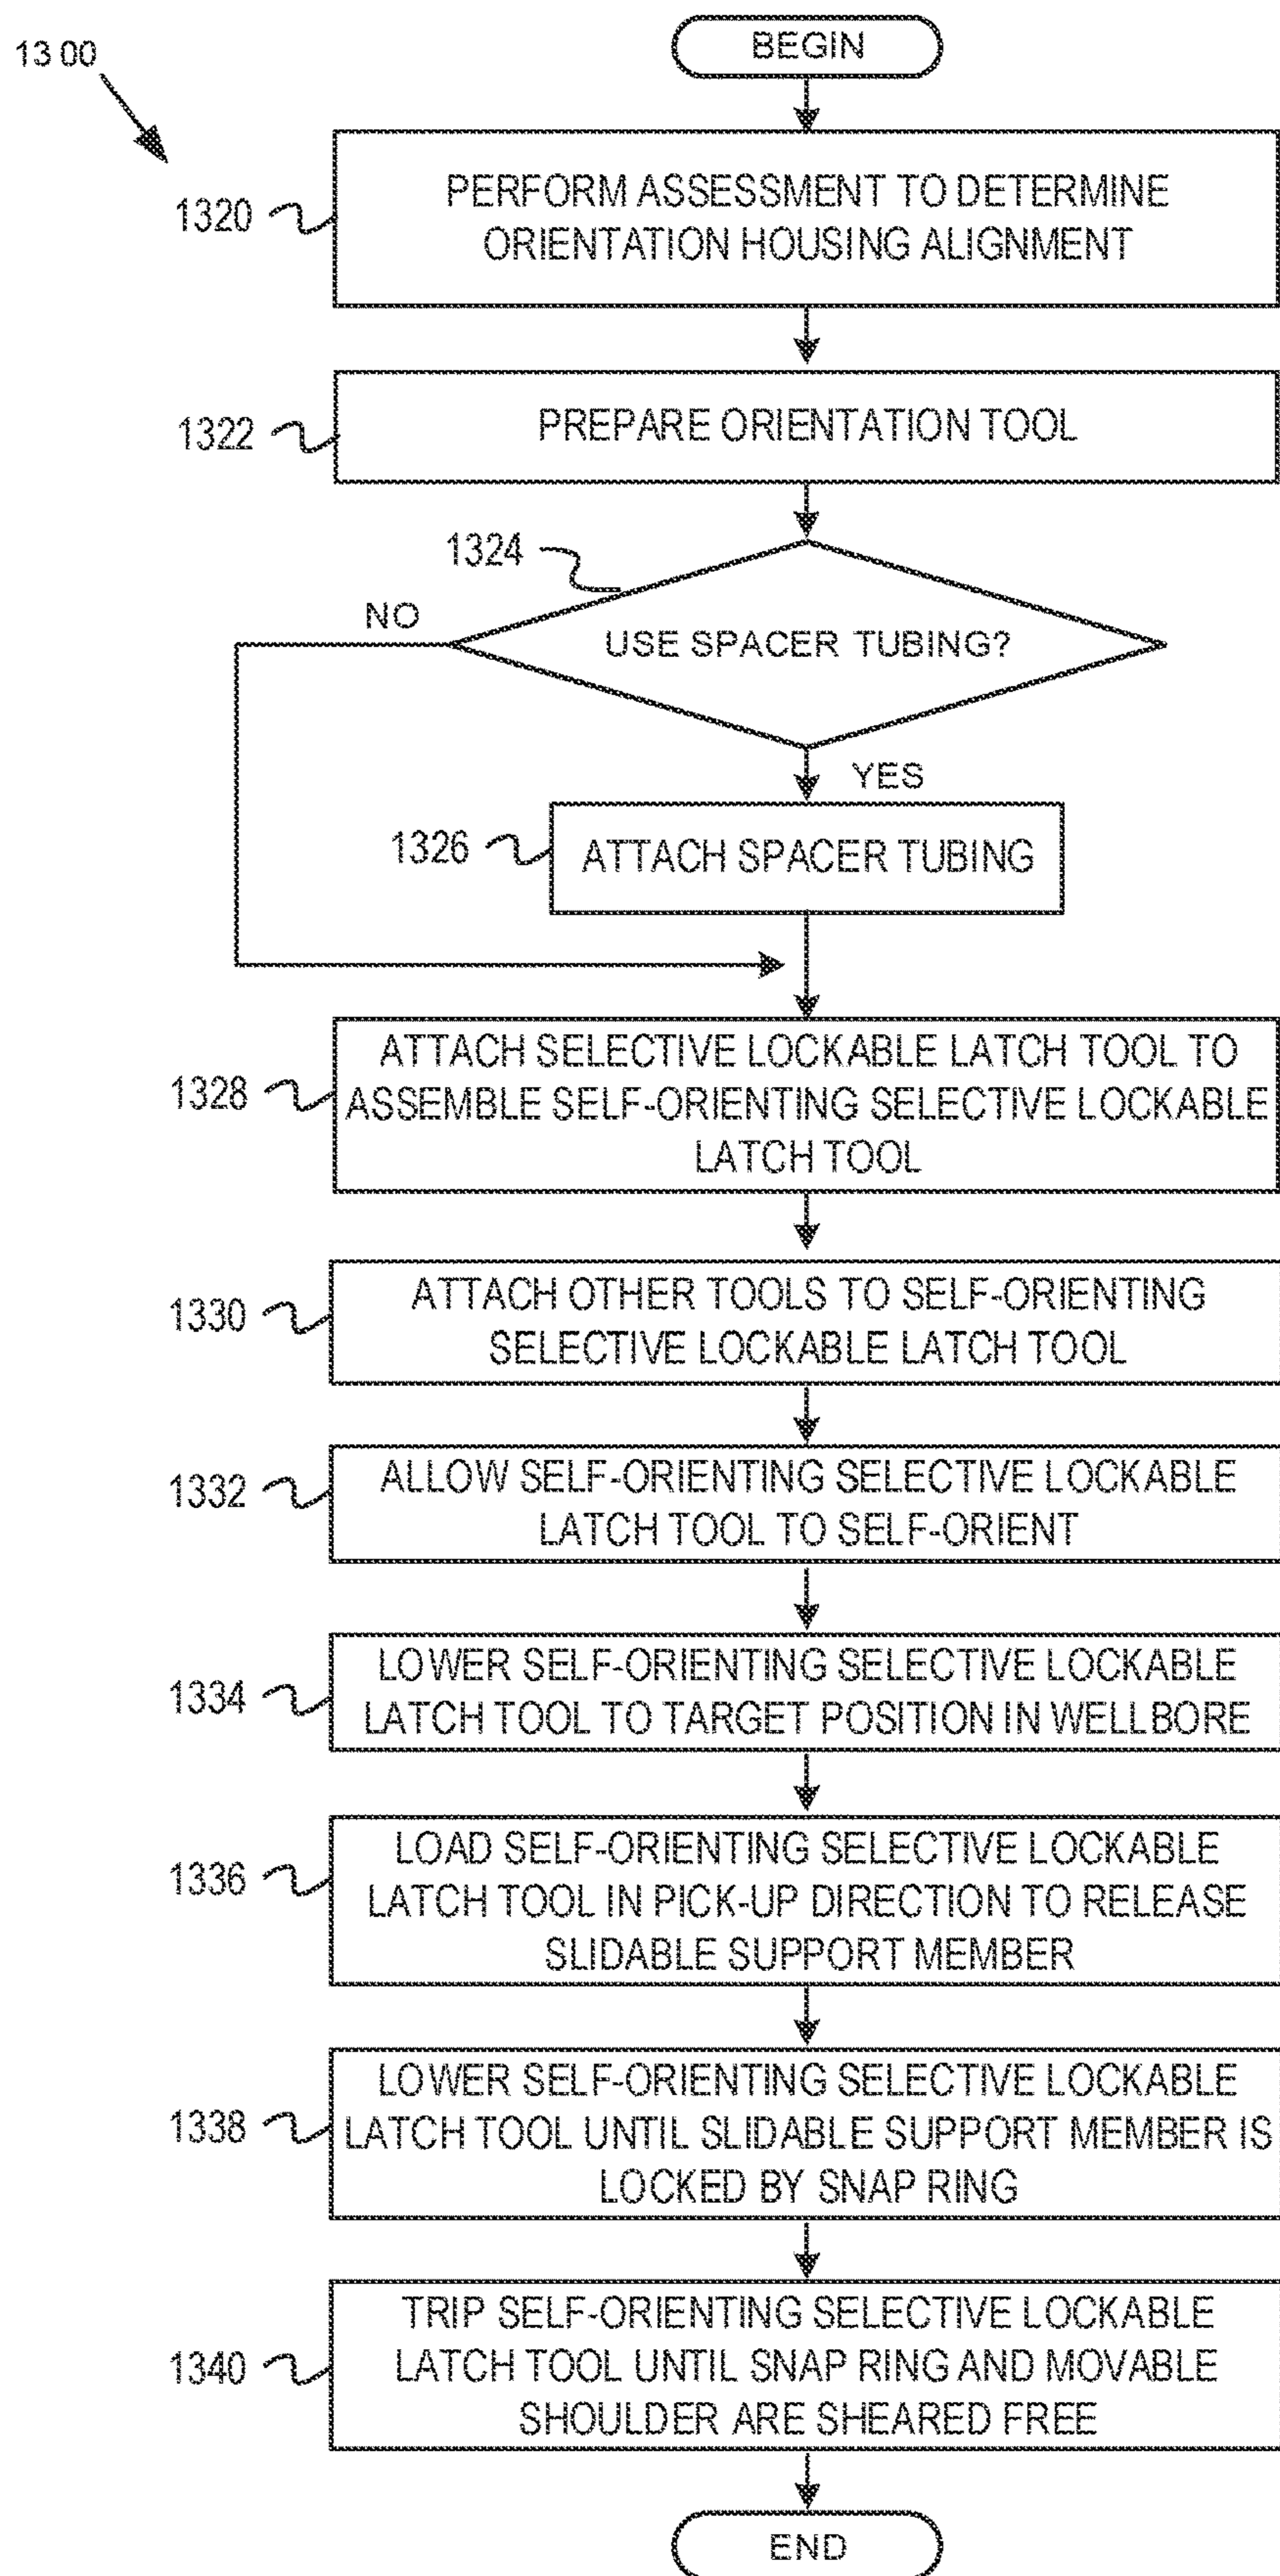 13 00
BEGIN
1320
PERFORM ASSESSMENT TO DETERMINE
ORIENTATION HOUSING ALIGNMENT
1322
PREPARE ORIENTATION TOOL
1324
NO
USE SPACER TUBING?
YES
1326
ATTACH SPACER TUBING
1328
ATTACH SELECTIVE LOCKABLE LATCH TOOL TO
ASSEMBLE SELF-ORIENTING SELECTIVE LOCKABLE
LATCH TOOL
1330
ATTACH OTHER TOOLS TO SELF-ORIENTING
SELECTIVE LOCKABLE LATCH TOOL
1332
ALLOW SELF-ORIENTING SELECTIVE LOCKABLE
LATCH TOOL TO SELF-ORIENT
1334
LOWER SELF-ORIENTING SELECTIVE LOCKABLE
LATCH TOOL TO TARGET POSITION IN WELLBORE
1336
LOAD SELF-ORIENTING SELECTIVE LOCKABLE
LATCH TOOL IN PICK-UP DIRECTION TO RELEASE
SLIDABLE SUPPORT MEMBER
1338
LOWER SELF-ORIENTING SELECTIVE LOCKABLE
LATCH TOOL UNTIL SLIDABLE SUPPORT MEMBER IS
LOCKED BY SNAP RING
1340
TRIP SELF-ORIENTING SELECTIVE LOCKABLE
LATCH TOOL UNTIL SNAP RING AND MOVABLE
SHOULDER ARE SHEARED FREE
END